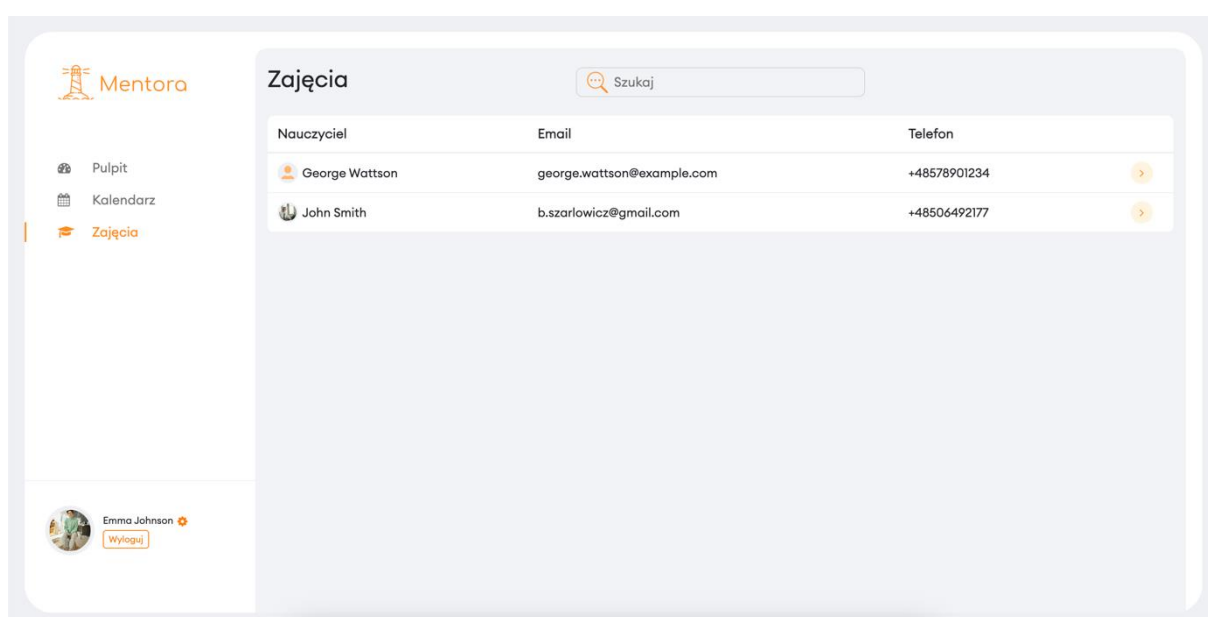 Mentora
Pulpit
Kalendarz
Zajęcia
Emma Johnson
Wyloguj
Zajęcia
Szukaj
Nauczyciel Email Telefon
George Wattson george.wattson@example.com +48578901234
John Smith b.szarlowicz@gmail.com +48506492177